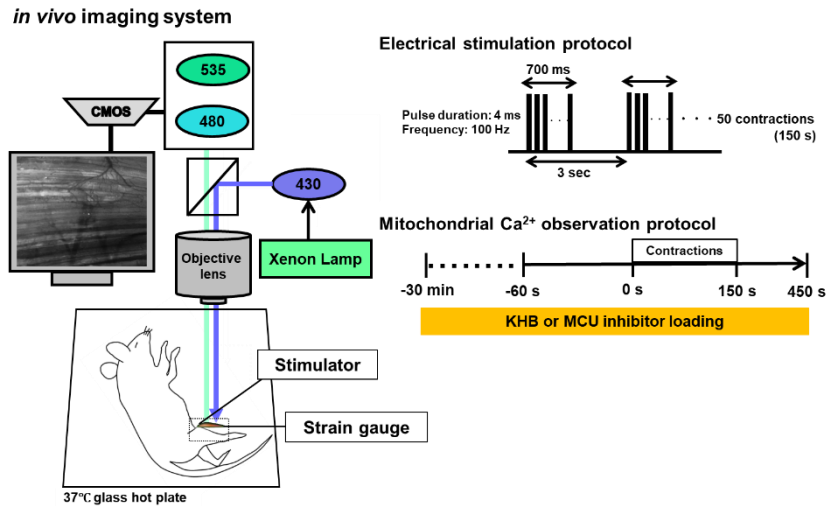 in vivo imaging system
535
480
CMOS
430
Objective
lens
Xenon Lamp
Stimulator
Strain gauge
37℃ glass hot plate
Electrical stimulation protocol
700 ms
Pulse duration: 4 ms
Frequency: 100 Hz
50 contractions
(150 s)
3 sec
Mitochondrial Ca²⁺ observation protocol
Contractions
-30 min
-60 s
0 s
150 s
450 s
KHB or MCU inhibitor loading